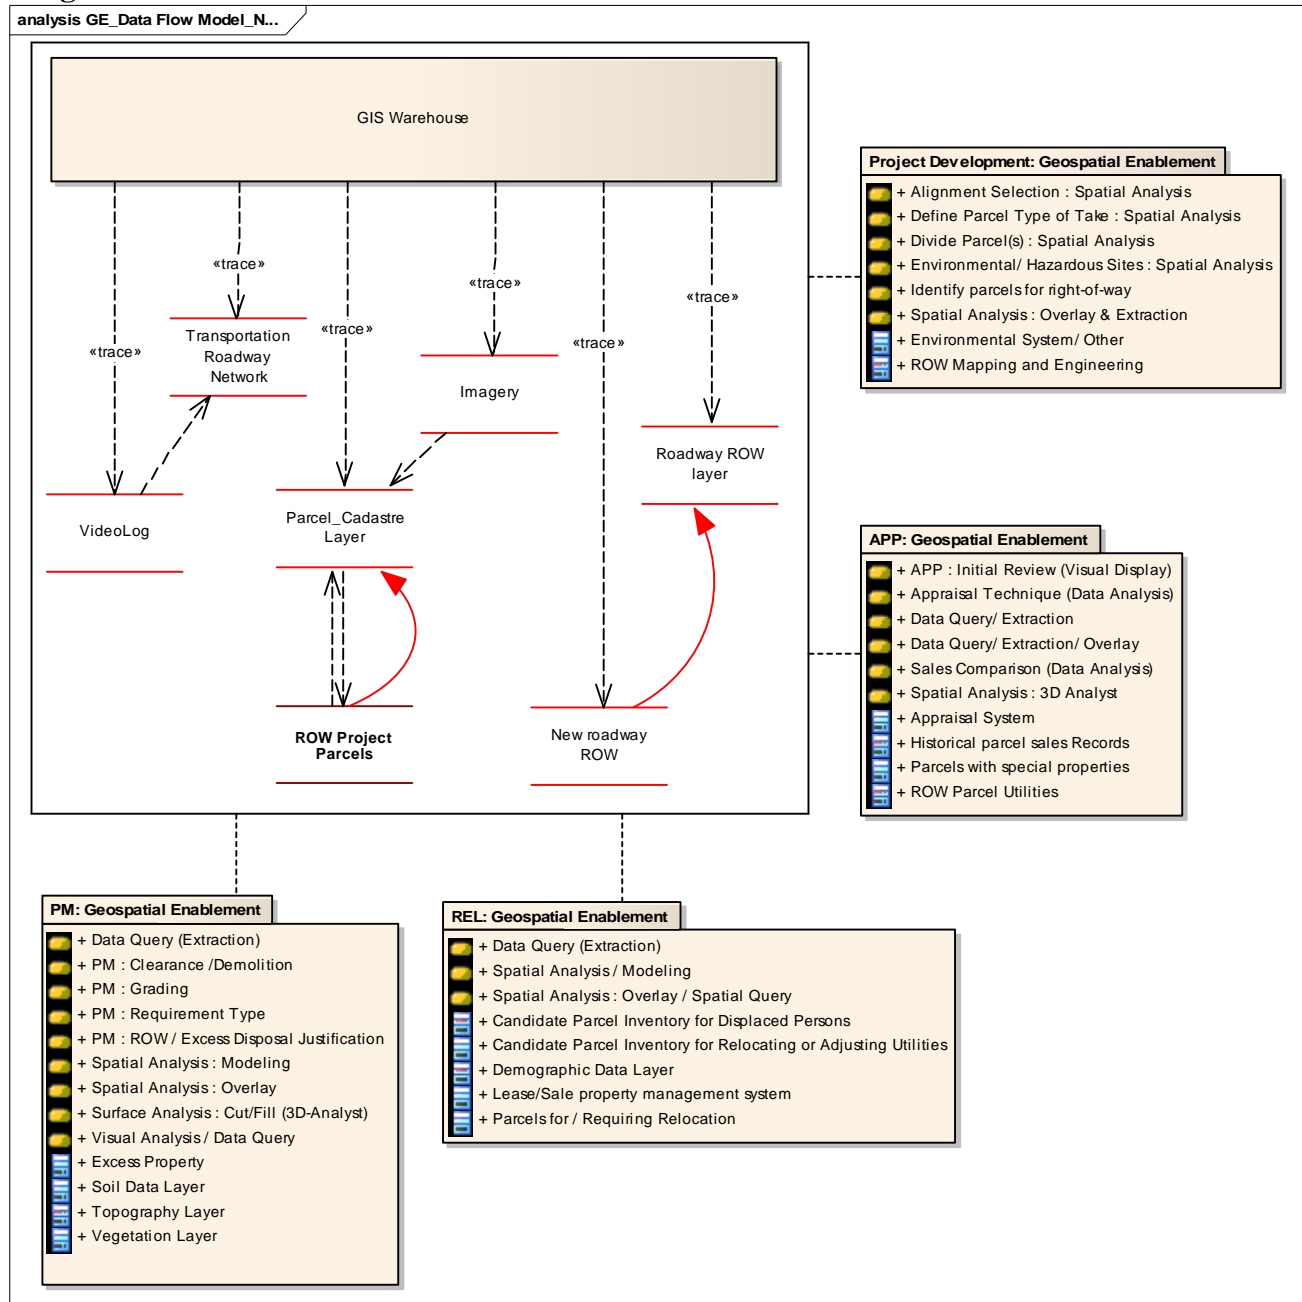 analysis GE_Data Flow Model_N...
GIS Warehouse
«trace»
«trace»
«trace»
«trace»
«trace»
«trace»
Transportation
Roadway
Network
Imagery
Roadway ROW
layer
VideoLog
Parcel_Cadastre
Layer
ROW Project
Parcels
New roadway
ROW
Project Development: Geospatial Enablement
+ Alignment Selection : Spatial Analysis
+ Define Parcel Type of Take : Spatial Analysis
+ Divide Parcel(s) : Spatial Analysis
+ Environmental/ Hazardous Sites : Spatial Analysis
+ Identify parcels for right-of-way
+ Spatial Analysis : Overlay & Extraction
+ Environmental System/ Other
+ ROW Mapping and Engineering
APP: Geospatial Enablement
+ APP : Initial Review (Visual Display)
+ Appraisal Technique (Data Analysis)
+ Data Query/ Extraction
+ Data Query/ Extraction/ Overlay
+ Sales Comparison (Data Analysis)
+ Spatial Analysis : 3D Analyst
+ Appraisal System
+ Historical parcel sales Records
+ Parcels with special properties
+ ROW Parcel Utilities
PM: Geospatial Enablement
+ Data Query (Extraction)
+ PM : Clearance /Demolition
+ PM : Grading
+ PM : Requirement Type
+ PM : ROW / Excess Disposal Justification
+ Spatial Analysis : Modeling
+ Spatial Analysis : Overlay
+ Surface Analysis : Cut/Fill (3D-Analyst)
+ Visual Analysis / Data Query
+ Excess Property
+ Soil Data Layer
+ Topography Layer
+ Vegetation Layer
REL: Geospatial Enablement
+ Data Query (Extraction)
+ Spatial Analysis / Modeling
+ Spatial Analysis : Overlay / Spatial Query
+ Candidate Parcel Inventory for Displaced Persons
+ Candidate Parcel Inventory for Relocating or Adjusting Utilities
+ Demographic Data Layer
+ Lease/Sale property management system
+ Parcels for / Requiring Relocation